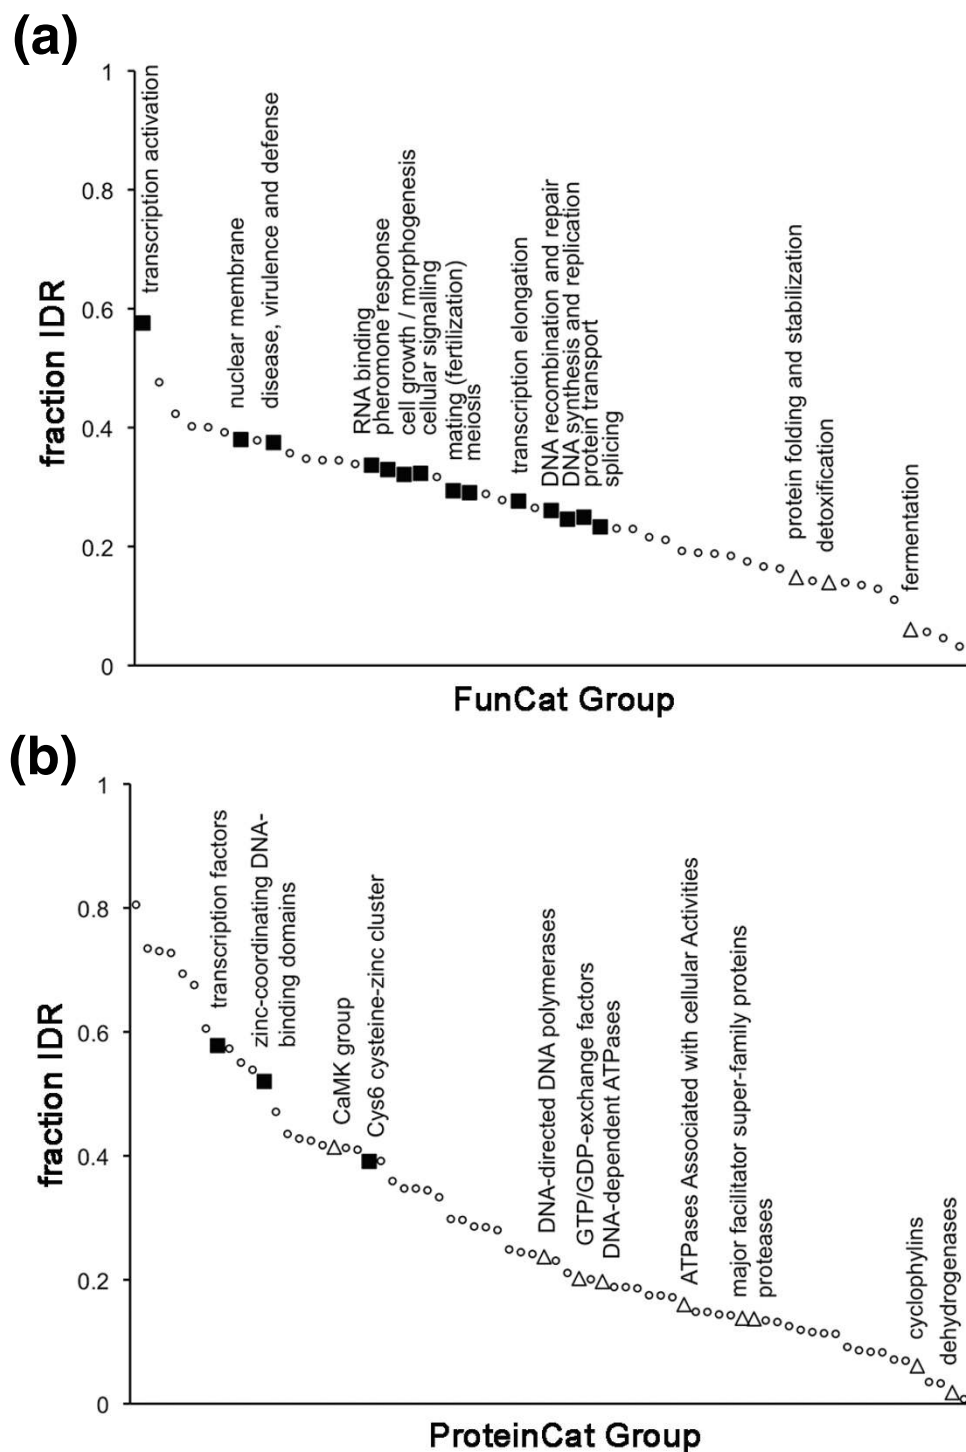 (a)
1
0.8
0.6
0.4
0.2
0
fraction IDR
transcription activation
nuclear membrane
disease, virulence and defense
RNA binding
pheromone response
cell growth / morphogenesis
cellular signalling
mating (fertilization)
meiosis
transcription elongation
DNA recombination and repair
DNA synthesis and replication
protein transport
splicing
protein folding and stabilization
detoxification
fermentation
FunCat Group
(b)
1
0.8
0.6
0.4
0.2
0
fraction IDR
transcription factors
zinc-coordinating DNA-
binding domains
CaMK group
Cys6 cysteine-zinc cluster
DNA-directed DNA polymerases
GTP/GDP-exchange factors
DNA-dependent ATPases
ATPases Associated with cellular Activities
major facilitator super-family proteins
proteases
cyclophylins
dehydrogenases
ProteinCat Group